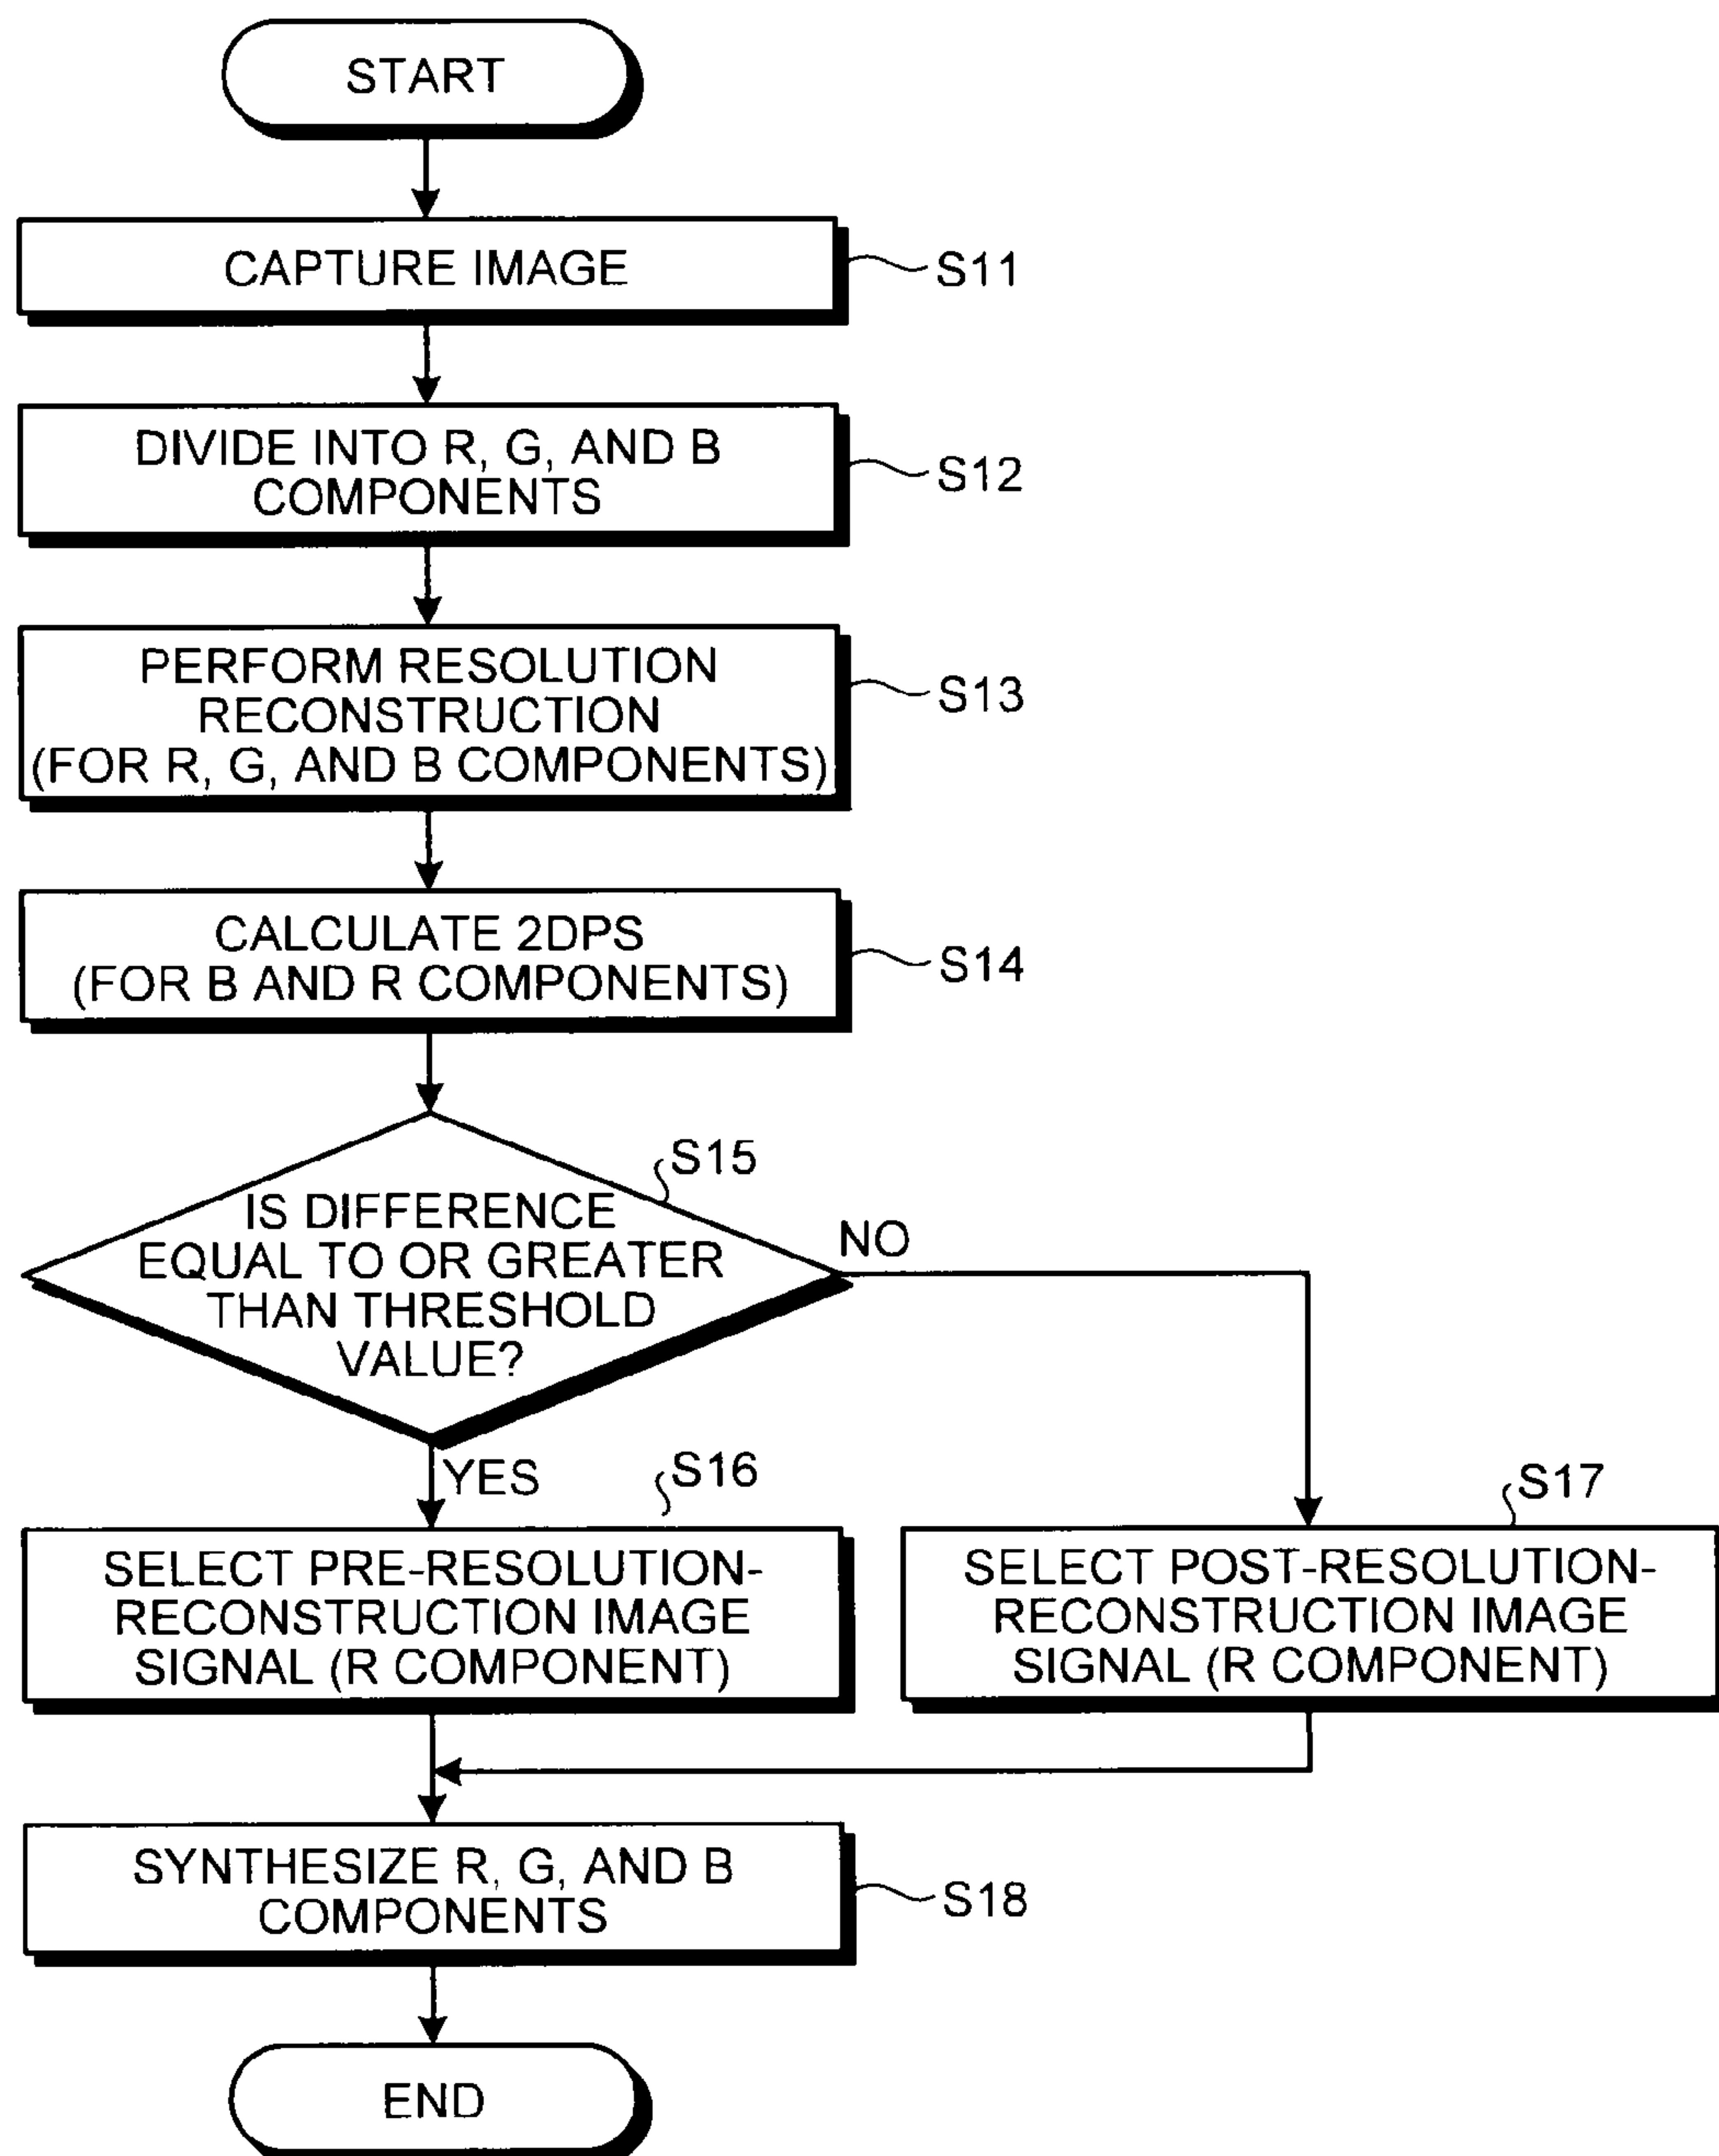 START
CAPTURE IMAGE
S11
DIVIDE INTO R, G, AND B
COMPONENTS
S12
PERFORM RESOLUTION
RECONSTRUCTION
(FOR R, G, AND B COMPONENTS)
S13
CALCULATE 2DPS
(FOR B AND R COMPONENTS)
S14
S15
IS DIFFERENCE
EQUAL TO OR GREATER
THAN THRESHOLD
VALUE?
NO
YES
S16
SELECT PRE-RESOLUTION-
RECONSTRUCTION IMAGE
SIGNAL (R COMPONENT)
S17
SELECT POST-RESOLUTION-
RECONSTRUCTION IMAGE
SIGNAL (R COMPONENT)
SYNTHESIZE R, G, AND B
COMPONENTS
S18
END